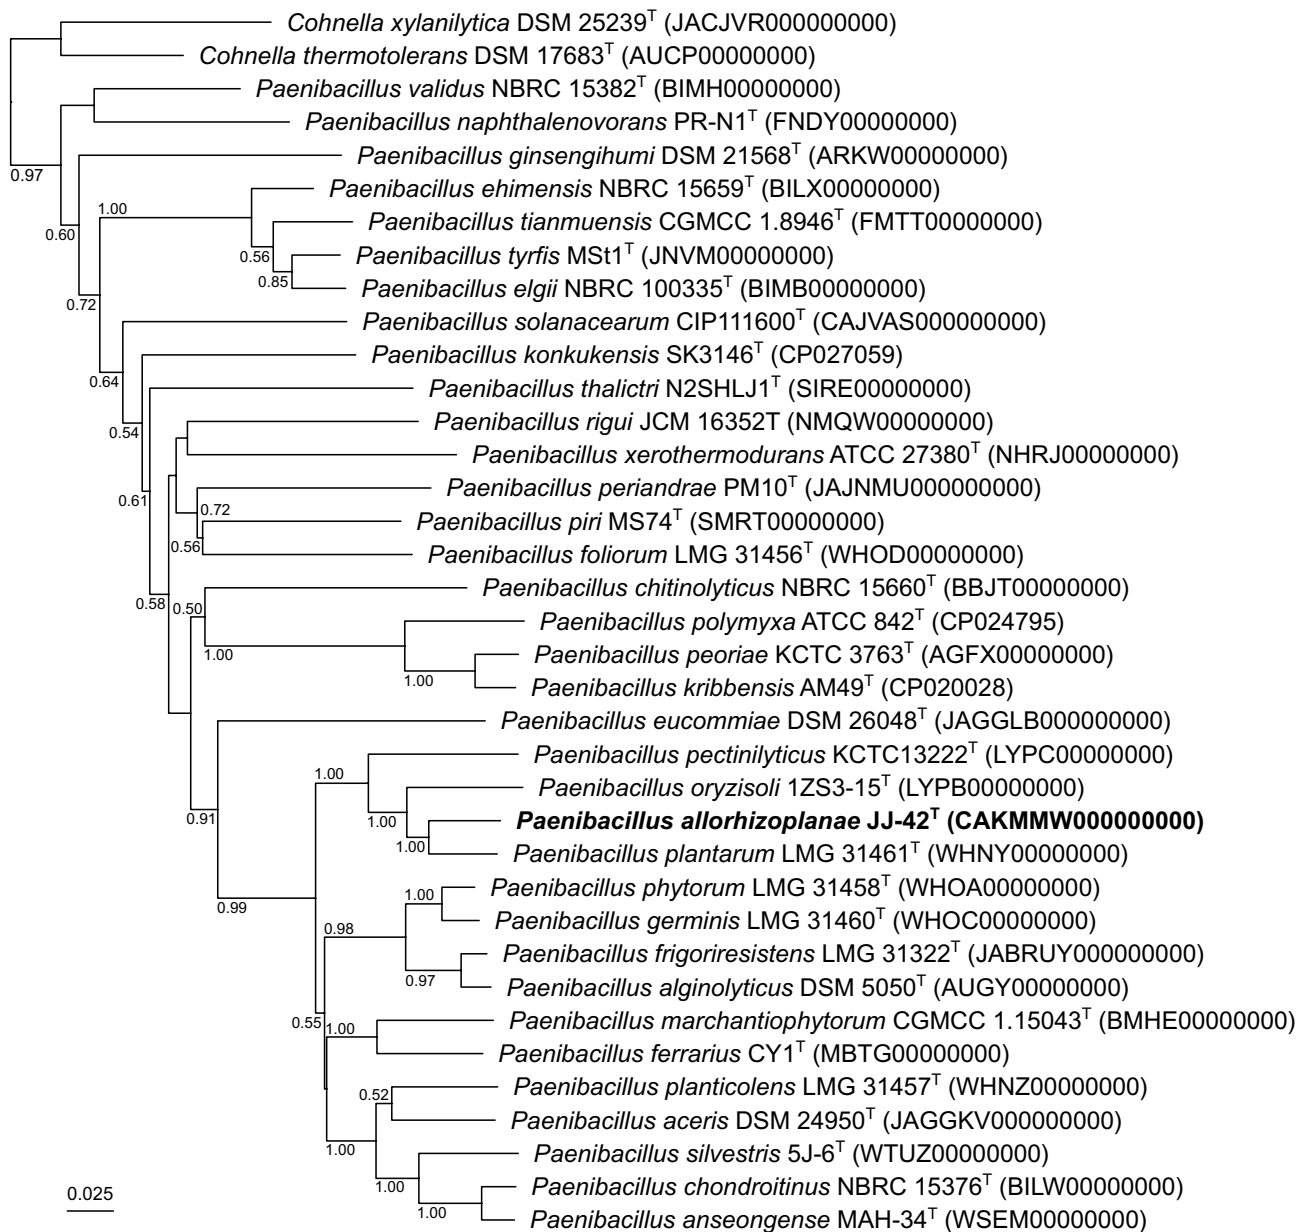 Cohnella xylanilytica DSM 25239ᵀ (JACJVR000000000)
Cohnella thermotolerans DSM 17683ᵀ (AUCP00000000)
Paenibacillus validus NBRC 15382ᵀ (BIMH00000000)
Paenibacillus naphthalenovorans PR-N1ᵀ (FNDY00000000)
Paenibacillus ginsengihumi DSM 21568ᵀ (ARKW00000000)
0.97
Paenibacillus ehimensis NBRC 15659ᵀ (BILX00000000)
1.00
Paenibacillus tianmuensis CGMCC 1.8946ᵀ (FMTT00000000)
0.60
0.56
Paenibacillus tyrfis MSt1ᵀ (JNVM00000000)
0.85
Paenibacillus elgii NBRC 100335ᵀ (BIMB00000000)
0.72
Paenibacillus solanacearum CIP111600ᵀ (CAJVAS000000000)
Paenibacillus konkukensis SK3146ᵀ (CP027059)
0.64
Paenibacillus thalictri N2SHLJ1ᵀ (SIRE00000000)
Paenibacillus rigui JCM 16352T (NMQW00000000)
0.54
Paenibacillus xerothermodurans ATCC 27380ᵀ (NHRJ00000000)
Paenibacillus periandrae PM10ᵀ (JAJNMU000000000)
0.61
0.72
Paenibacillus piri MS74ᵀ (SMRT00000000)
0.56
Paenibacillus foliorum LMG 31456ᵀ (WHOD00000000)
Paenibacillus chitinolyticus NBRC 15660ᵀ (BBJT00000000)
0.58
0.50
Paenibacillus polymyxa ATCC 842ᵀ (CP024795)
1.00
Paenibacillus peoriae KCTC 3763ᵀ (AGFX00000000)
1.00
Paenibacillus kribbensis AM49ᵀ (CP020028)
Paenibacillus eucommiae DSM 26048ᵀ (JAGGLB000000000)
Paenibacillus pectinilyticus KCTC13222ᵀ (LYPC00000000)
1.00
Paenibacillus oryzisoli 1ZS3-15ᵀ (LYPB00000000)
0.91
1.00
Paenibacillus allorhizoplanae JJ-42ᵀ (CAKMMW000000000)
1.00
Paenibacillus plantarum LMG 31461ᵀ (WHNY00000000)
Paenibacillus phytorum LMG 31458ᵀ (WHOA00000000)
1.00
0.99
Paenibacillus germinis LMG 31460ᵀ (WHOC00000000)
0.98
Paenibacillus frigoriresistens LMG 31322ᵀ (JABRUY000000000)
0.97
Paenibacillus alginolyticus DSM 5050ᵀ (AUGY00000000)
Paenibacillus marchantiophytorum CGMCC 1.15043ᵀ (BMHE00000000)
0.55
1.00
Paenibacillus ferrarius CY1ᵀ (MBTG00000000)
Paenibacillus planticolens LMG 31457ᵀ (WHNZ00000000)
0.52
Paenibacillus aceris DSM 24950ᵀ (JAGGKV000000000)
1.00
Paenibacillus silvestris 5J-6ᵀ (WTUZ00000000)
1.00
Paenibacillus chondroitinus NBRC 15376ᵀ (BILW00000000)
1.00
Paenibacillus anseongense MAH-34ᵀ (WSEM00000000)
0.025